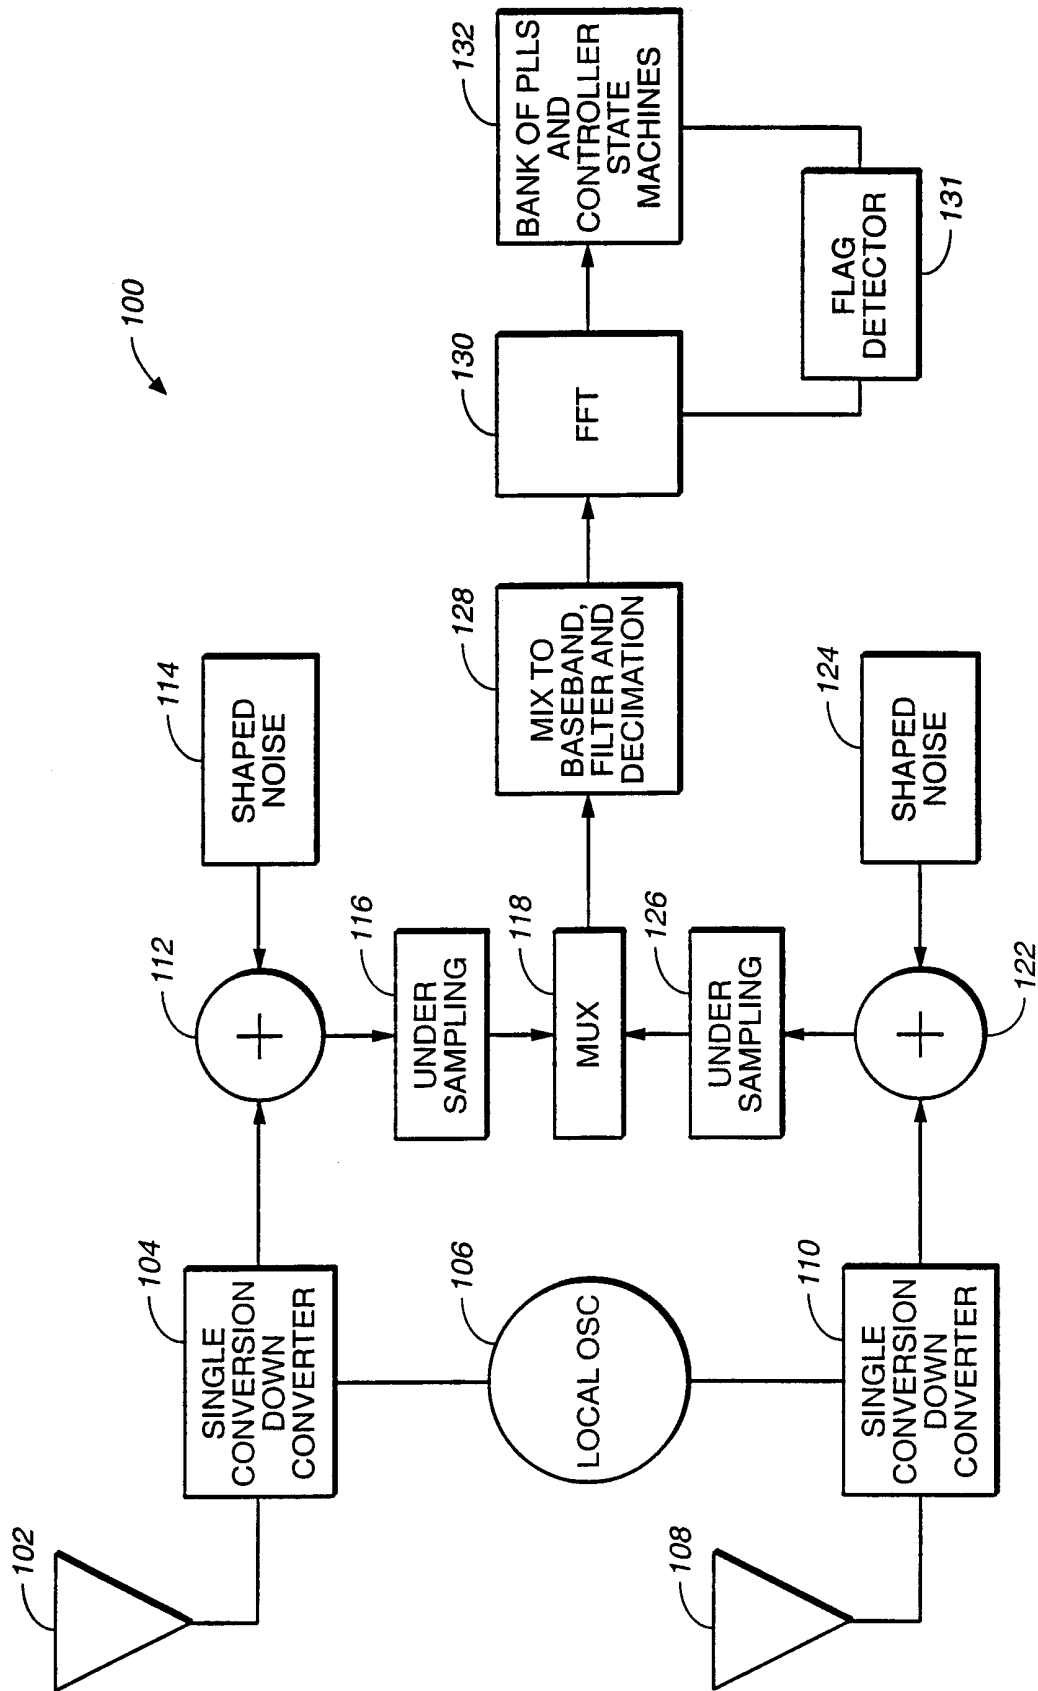 100
102
SINGLE
CONVERSION
DOWN
CONVERTER
104
112
SHAPED
NOISE
114
UNDER
SAMPLING
116
LOCAL OSC
106
MUX
118
MIX TO
BASEBAND,
FILTER AND
DECIMATION
128
FFT
130
BANK OF PLLS
AND
CONTROLLER
STATE
MACHINES
132
UNDER
SAMPLING
126
FLAG
DETECTOR
131
108
SINGLE
CONVERSION
DOWN
CONVERTER
110
122
SHAPED
NOISE
124